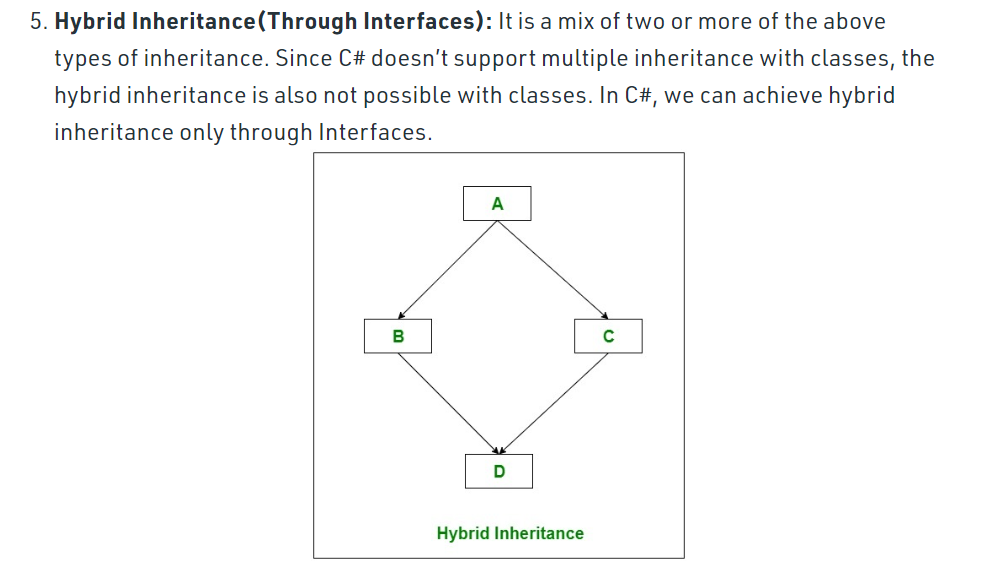 5. Hybrid Inheritance(Through Interfaces): It is a mix of two or more of the above
types of inheritance. Since C# doesn't support multiple inheritance with classes, the
hybrid inheritance is also not possible with classes. In C#, we can achieve hybrid
inheritance only through Interfaces.
A
B
C
D
Hybrid Inheritance